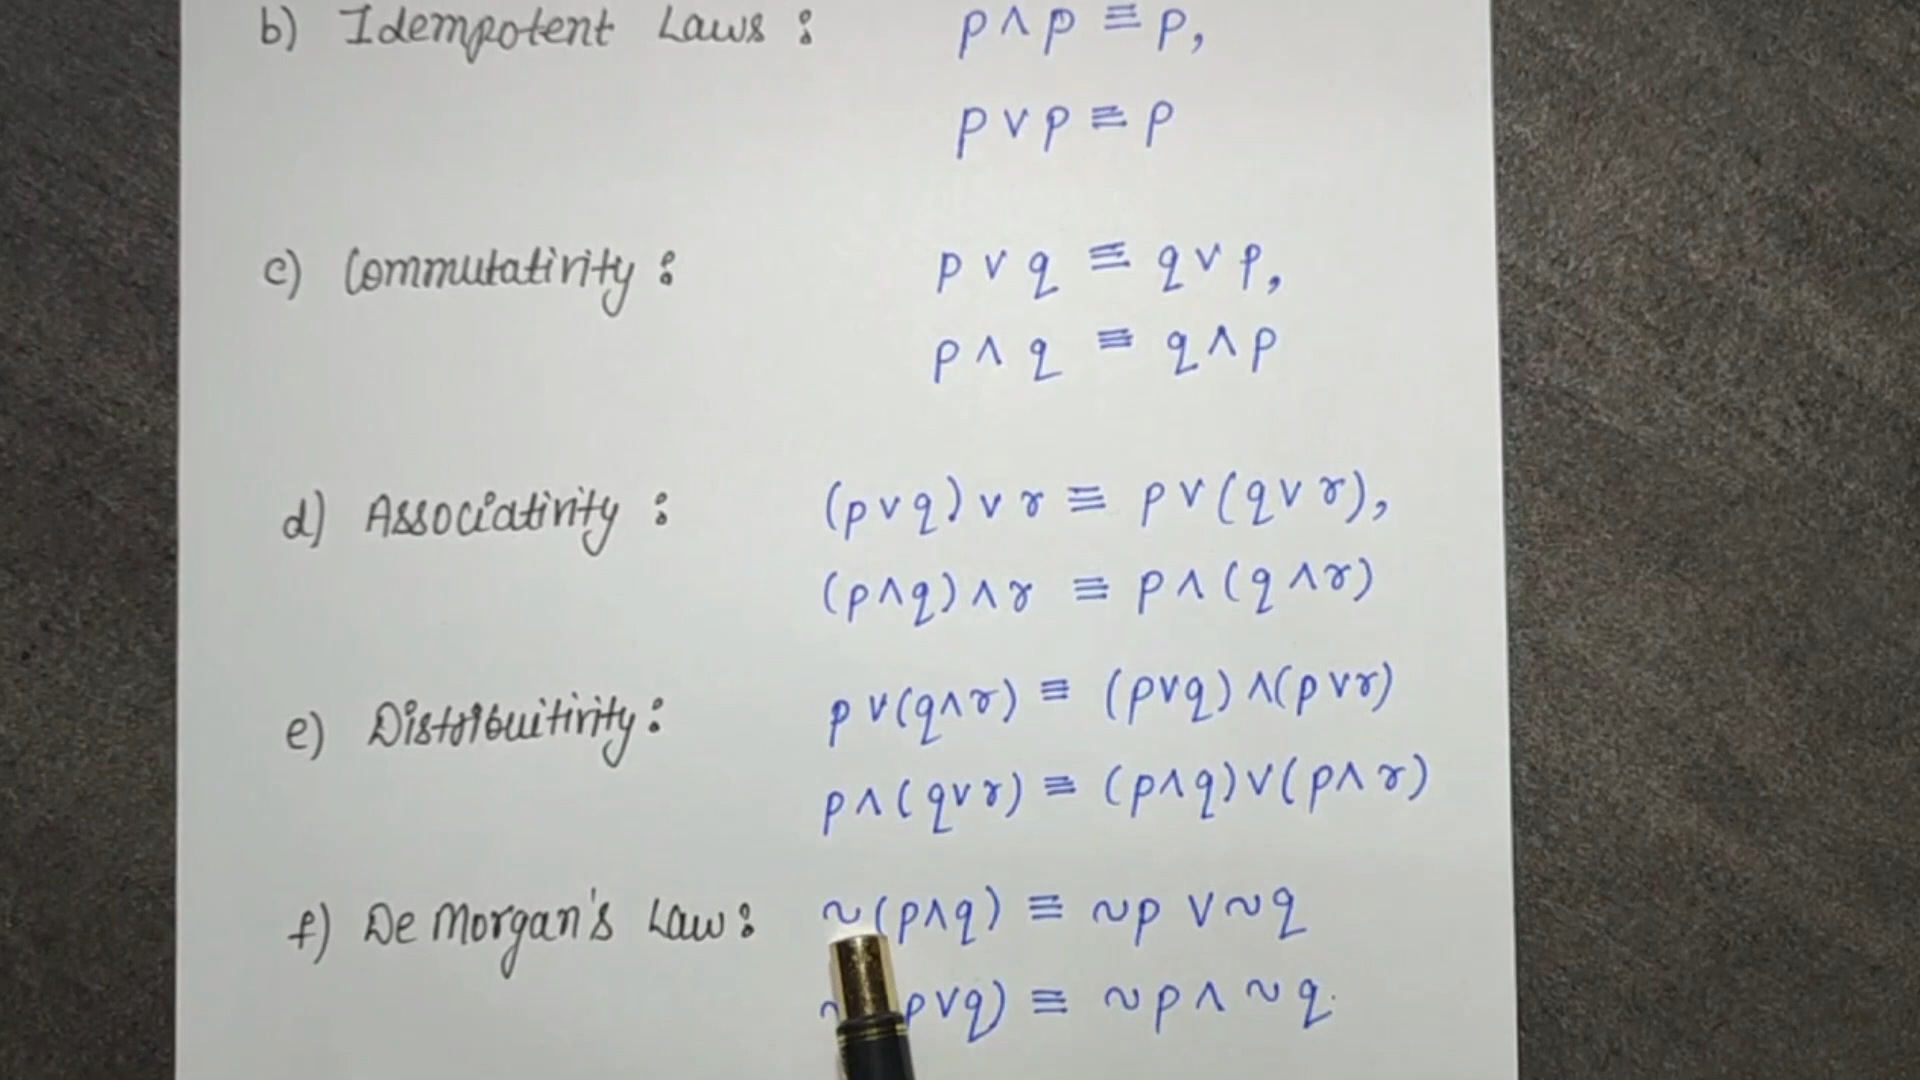 b) Idempotent Laws : p ∧ p ≡ p,
p ∨ p ≡ p
c) Commutativity : p ∨ q ≡ q ∨ p,
p ∧ q ≡ q ∧ p
d) Associativity : (p ∨ q) ∨ r ≡ p ∨ (q ∨ r),
(p ∧ q) ∧ r ≡ p ∧ (q ∧ r)
e) Distribuitivity : p ∨ (q ∧ r) ≡ (p ∨ q) ∧ (p ∨ r)
p ∧ (q ∨ r) ≡ (p ∧ q) ∨ (p ∧ r)
f) De Morgan's Law : ~(p ∧ q) ≡ ~p ∨ ~q
~ p ∨ q) ≡ ~p ∧ ~q.